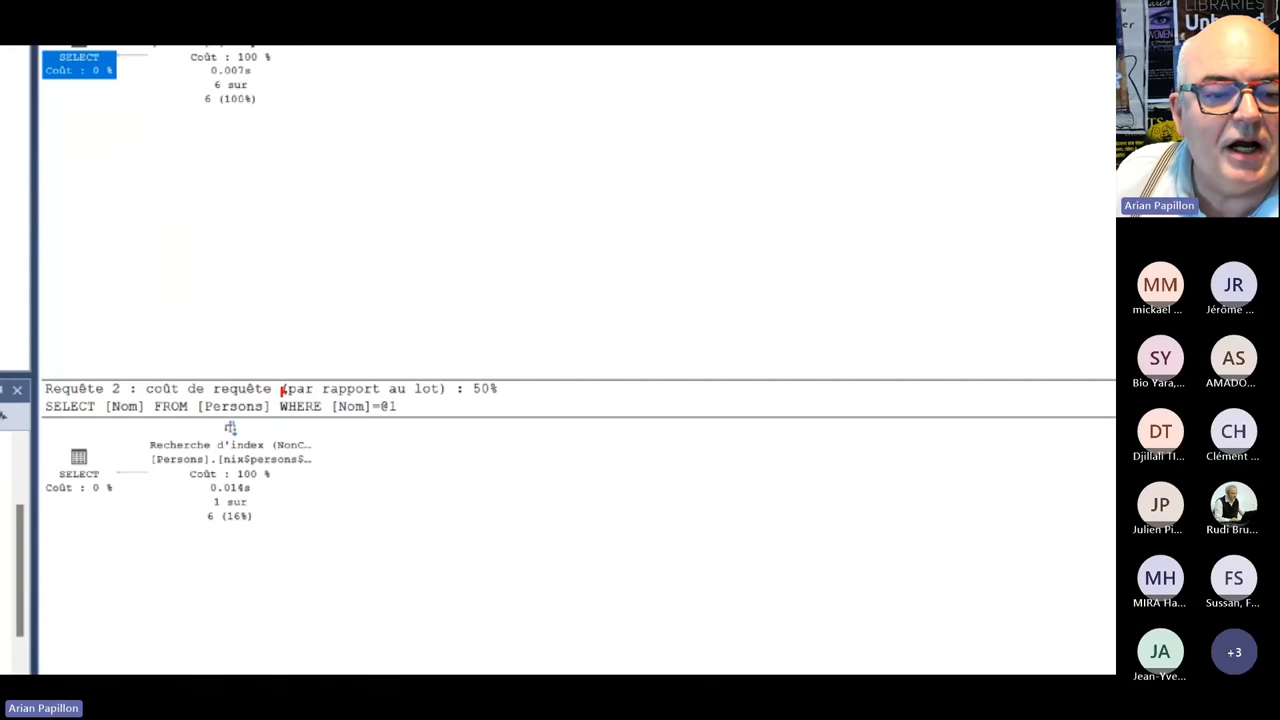 SELECT
Coût : 0 %
Coût : 100 %
0.007s
6 sur
6 (100%)
Requête 2 : coût de requête (par rapport au lot) : 50%
SELECT [Nom] FROM [Persons] WHERE [Nom]=@1
Recherche d'index (NonC…
[Persons].[nix$persons$…
SELECT
Coût : 0 %
Coût : 100 %
0.014s
1 sur
6 (16%)
LIBRARIES
WOMEN
Arian Papillon
MM
mickael ...
JR
Jérôme ...
SY
Bio Yara,...
AS
AMADO...
DT
Djillali TI...
CH
Clément ...
JP
Julien Pi...
Rudi Bru...
MH
MIRA Ha...
FS
Sussan, F...
JA
Jean-Yve...
+3
Arian Papillon